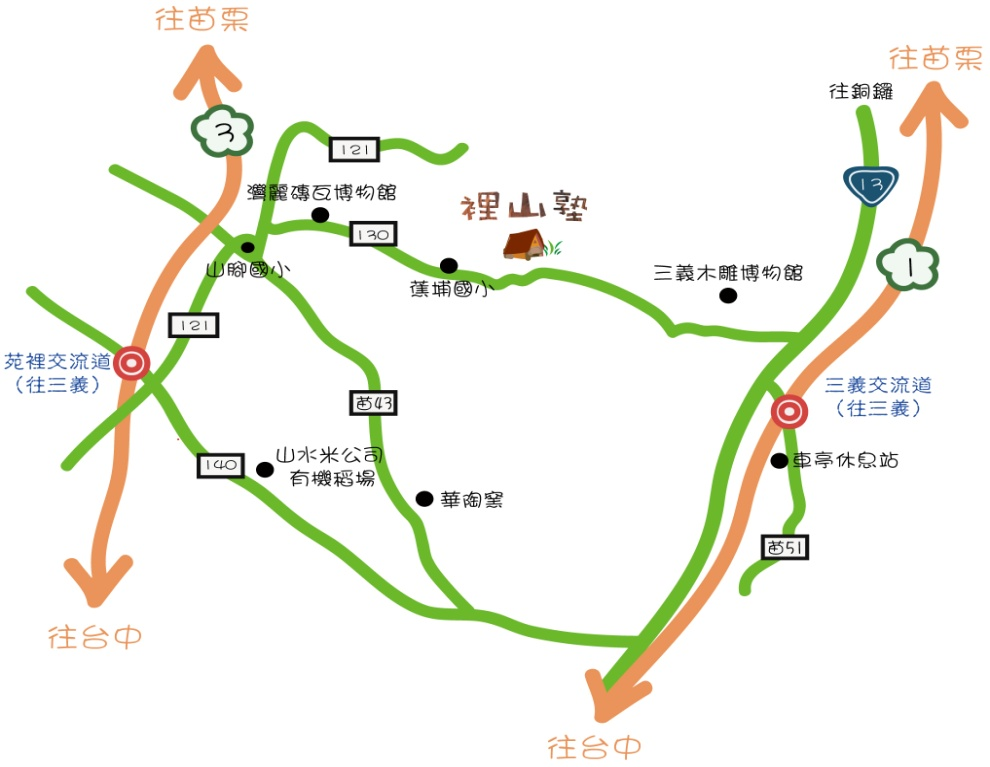 往苗栗
往苗栗
往銅鑼
3
121
13
灣麗磚瓦博物館
裡山塾
130
1
山腳國小
蕉埔國小
三義木雕博物館
121
苑裡交流道
（往三義）
三義交流道
（往三義）
苗43
山水米公司
有機稻場
140
車亭休息站
華陶窯
苗51
往台中
往台中